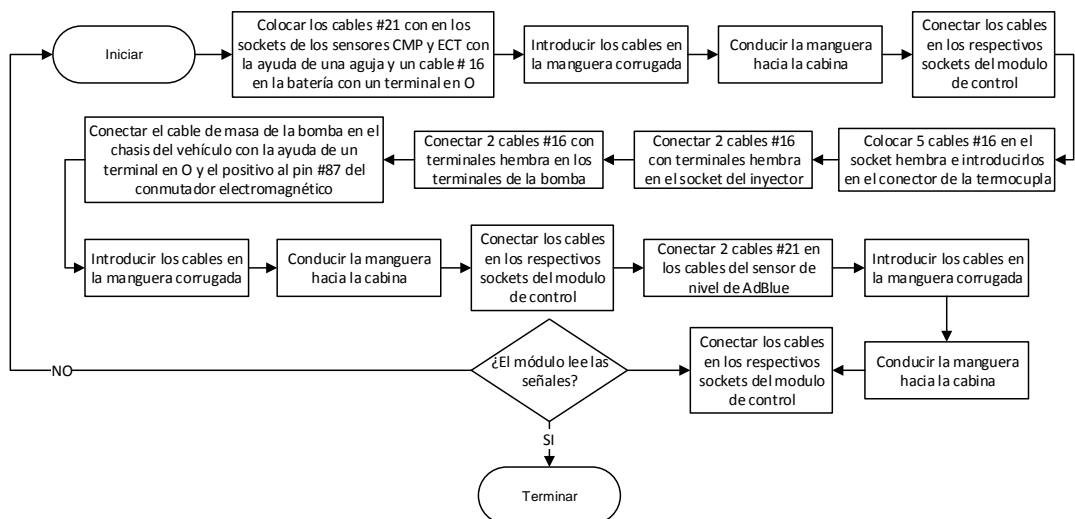 Iniciar
Colocar los cables #21 con en los
sockets de los sensores CMP y ECT con
la ayuda de una aguja y un cable # 16
en la batería con un terminal en O
Introducir los cables en
la manguera corrugada
Conducir la manguera
hacia la cabina
Conectar los cables
en los respectivos
sockets del modulo
de control
Colocar 5 cables #16 en el
socket hembra e introducirlos
en el conector de la termocupla
Conectar 2 cables #16
con terminales hembra
en el socket del inyector
Conectar 2 cables #16 con
terminales hembra en los
terminales de la bomba
Conectar el cable de masa de la bomba en el
chasis del vehículo con la ayuda de un
terminal en O y el positivo al pin #87 del
conmutador electromagnético
Introducir los cables en
la manguera corrugada
Conducir la manguera
hacia la cabina
Conectar los cables
en los respectivos
sockets del modulo
de control
Conectar 2 cables #21 en
los cables del sensor de
nivel de AdBlue
Introducir los cables en
la manguera corrugada
Conducir la manguera
hacia la cabina
Conectar los cables
en los respectivos
sockets del modulo
de control
¿El módulo lee las
señales?
NO
SI
Terminar